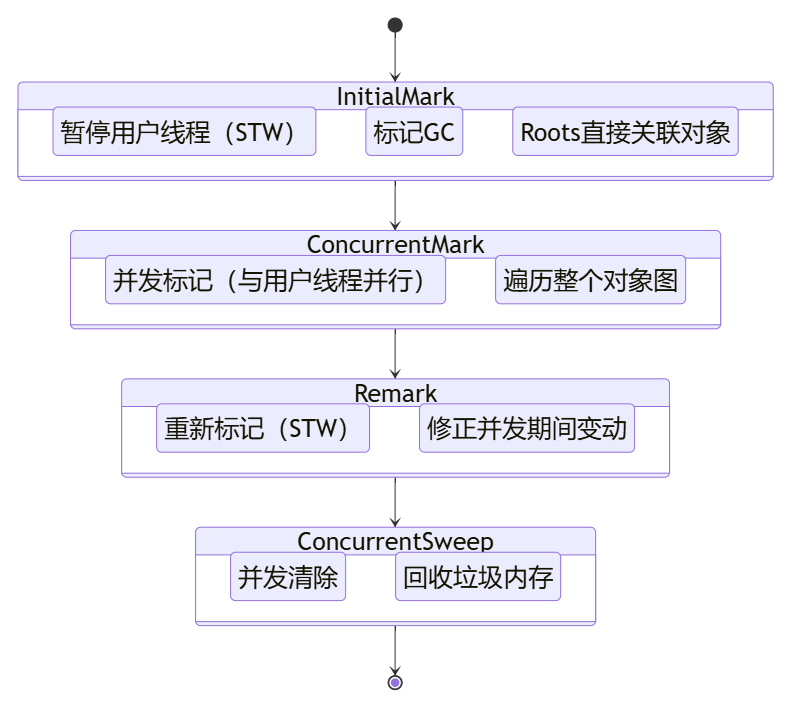 InitialMark
暂停用户线程（STW）
标记GC
Roots直接关联对象
ConcurrentMark
并发标记（与用户线程并行）
遍历整个对象图
Remark
重新标记（STW）
修正并发期间变动
ConcurrentSweep
并发清除
回收垃圾内存